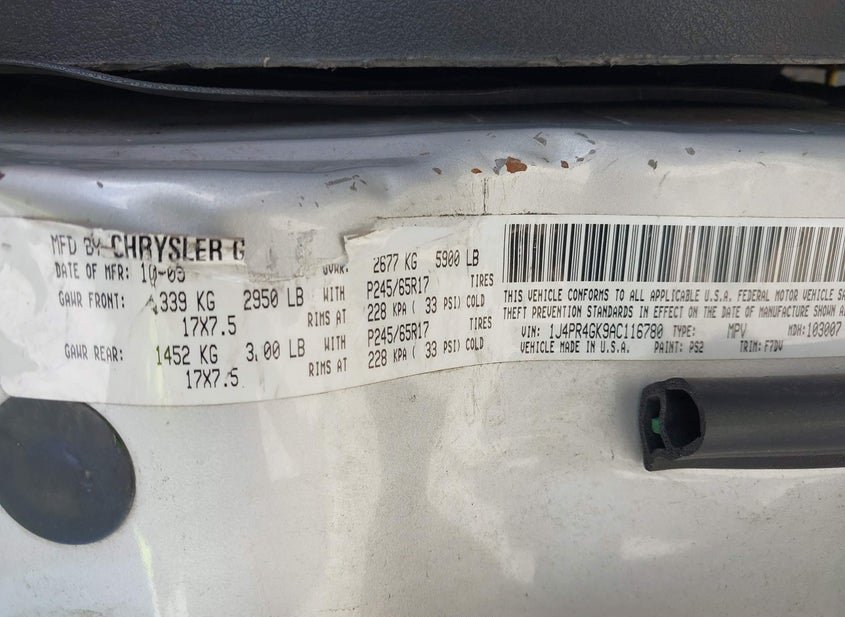 MFD BY CHRYSLER G
DATE OF MFR: 10-09
GVWR: 2677 KG 5900 LB
GAWR FRONT: 1339 KG 2950 LB WITH P245/65R17 TIRES
17X7.5 RIMS AT 228 KPA ( 33 PSI) COLD
GAWR REAR: 1452 KG 3.00 LB WITH P245/65R17 TIRES
17X7.5 RIMS AT 228 KPA ( 33 PSI) COLD
THIS VEHICLE CONFORMS TO ALL APPLICABLE U.S.A. FEDERAL MOTOR VEHICLE SA
THEFT PREVENTION STANDARDS IN EFFECT ON THE DATE OF MANUFACTURE SHOWN AB
VIN: 1J4PR4GK9AC116780 TYPE: MPV MDH: 103007
VEHICLE MADE IN U.S.A. PAINT: PS2 TRIM: F7DV